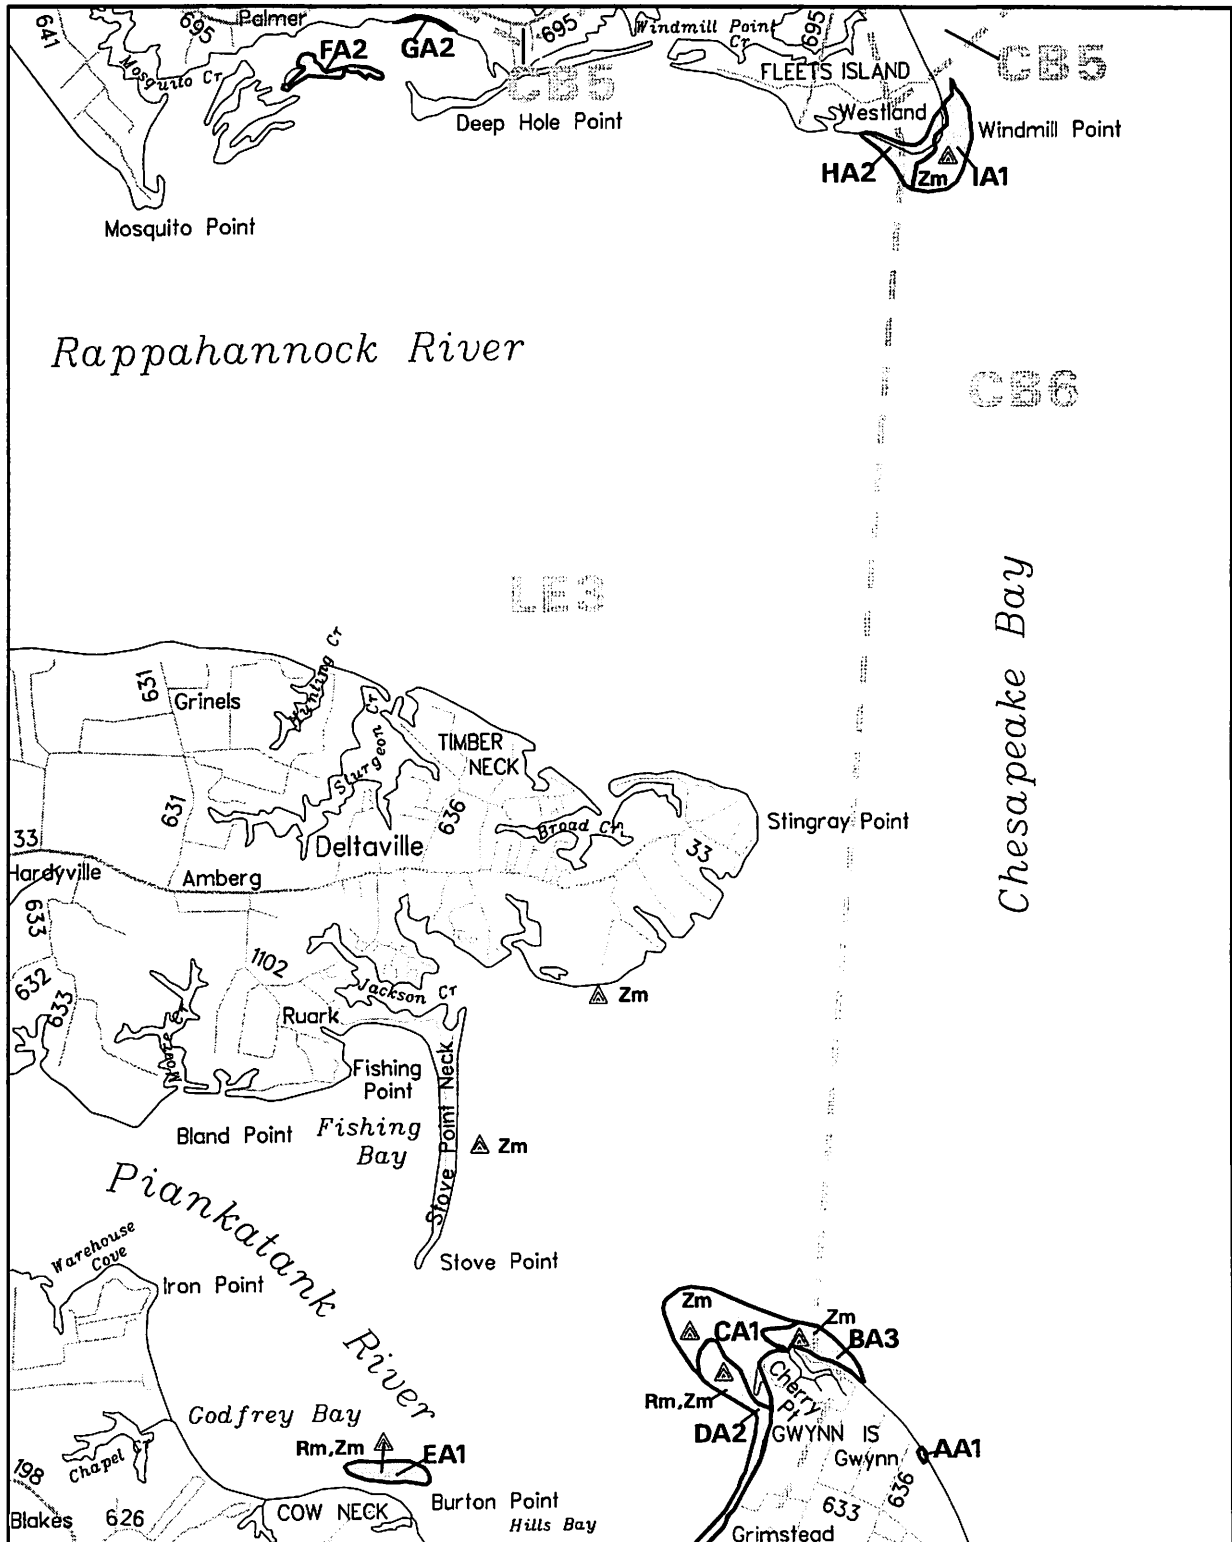 641
695
Palmer
FA2
GA2
695
Windmill Point
Cr
695
CB5
Mosquito Cr
FLEETS ISLAND
CB5
Deep Hole Point
Westland
Windmill Point
HA2
Zm
IA1
Mosquito Point
Rappahannock River
CB6
LE3
Chesapeake Bay
631
Grinels
Hunting Cr
Sturgeon Cr
TIMBER
NECK
631
636
Broad Cr
Stingray Point
33
Deltaville
33
Hardyville
Amberg
633
1102
632
633
Jackson Cr
Zm
Ruark
Moore Cr
Fishing
Point
Stove Point Neck
Bland Point
Fishing
Bay
Zm
Piankatank River
Stove Point
Warehouse
Cove
Iron Point
Zm
CA1
Zm
BA3
Cherry
Pt
Rm,Zm
Godfrey Bay
DA2
GWYNN IS
Rm,Zm
EA1
Gwynn
AA1
Chapel Cr
198
636
Burton Point
Blakes
626
COW NECK
Hills Bay
633
Grimstead